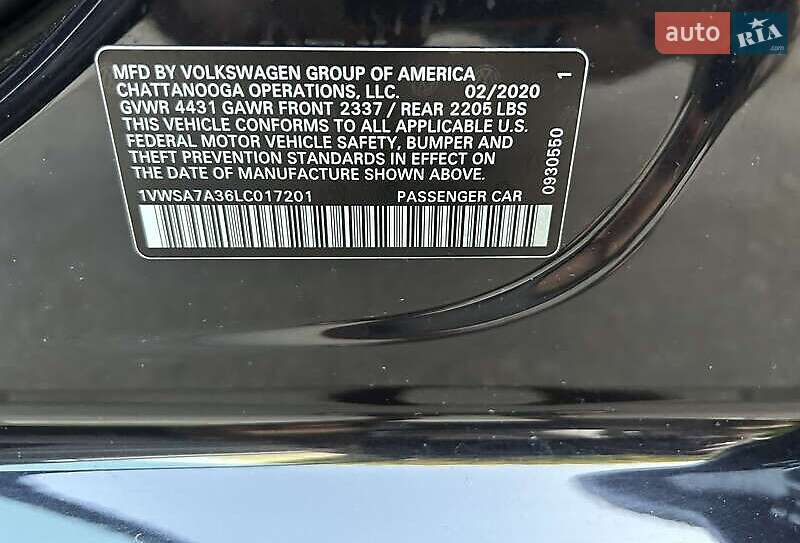 auto RIA
.com
MFD BY VOLKSWAGEN GROUP OF AMERICA
CHATTANOOGA OPERATIONS, LLC. 02/2020
GVWR 4431 GAWR FRONT 2337 / REAR 2205 LBS
THIS VEHICLE CONFORMS TO ALL APPLICABLE U.S.
FEDERAL MOTOR VEHICLE SAFETY, BUMPER AND
THEFT PREVENTION STANDARDS IN EFFECT ON
THE DATE OF MANUFACTURE SHOWN ABOVE.
1VWSA7A36LC017201 PASSENGER CAR
0930550
1